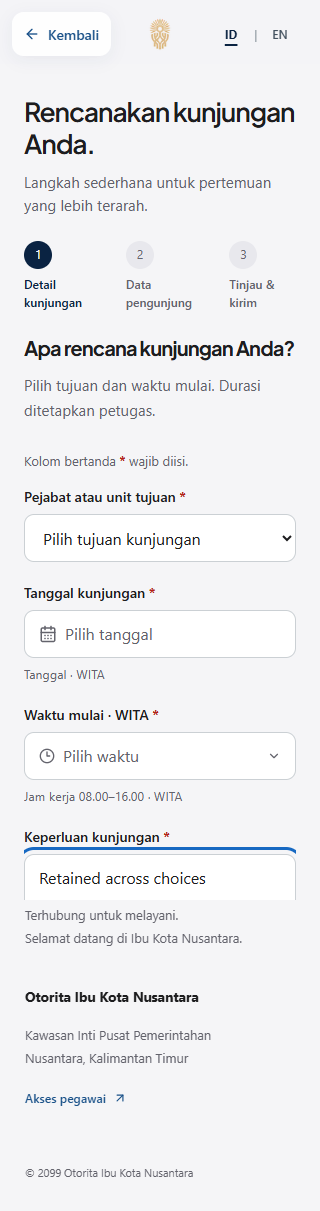 Kembali
ID | EN
Rencanakan kunjungan
Anda.
Langkah sederhana untuk pertemuan
yang lebih terarah.
1
2
3
Detail
kunjungan
Data
pengunjung
Tinjau &
kirim
Apa rencana kunjungan Anda?
Pilih tujuan dan waktu mulai. Durasi
ditetapkan petugas.
Kolom bertanda * wajib diisi.
Pejabat atau unit tujuan *
Pilih tujuan kunjungan
Tanggal kunjungan *
Pilih tanggal
Tanggal · WITA
Waktu mulai · WITA *
Pilih waktu
Jam kerja 08.00–16.00 · WITA
Keperluan kunjungan *
Retained across choices
Terhubung untuk melayani.
Selamat datang di Ibu Kota Nusantara.
Otorita Ibu Kota Nusantara
Kawasan Inti Pusat Pemerintahan
Nusantara, Kalimantan Timur
Akses pegawai
© 2099 Otorita Ibu Kota Nusantara